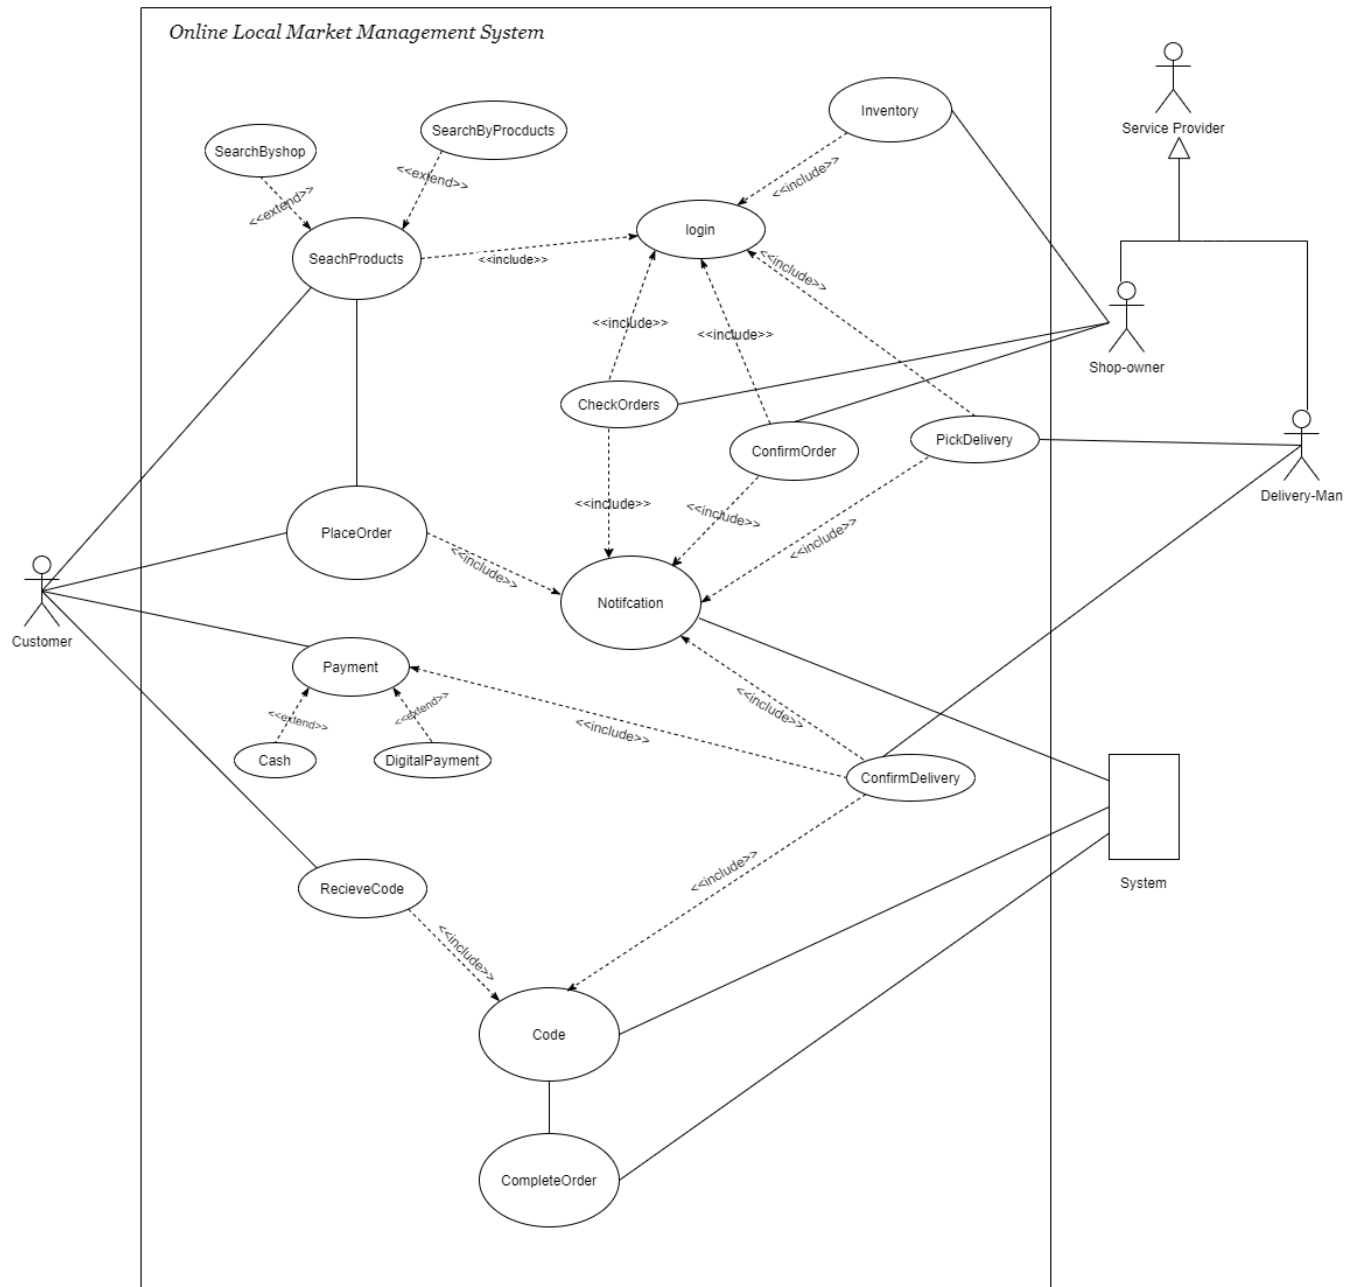 Online Local Market Management System
Inventory
Service Provider
SearchByProcducts
SearchByshop
<<extend>>
<<extend>>
<<include>>
login
SeachProducts
<<include>>
<<include>>
<<include>>
<<include>>
Shop-owner
CheckOrders
ConfirmOrder
PickDelivery
Delivery-Man
<<include>>
<<include>>
<<include>>
PlaceOrder
<<include>>
Notifcation
Customer
Payment
<<extend>>
<<extend>>
<<include>>
<<include>>
Cash
DigitalPayment
ConfirmDelivery
<<include>>
System
RecieveCode
<<include>>
Code
CompleteOrder